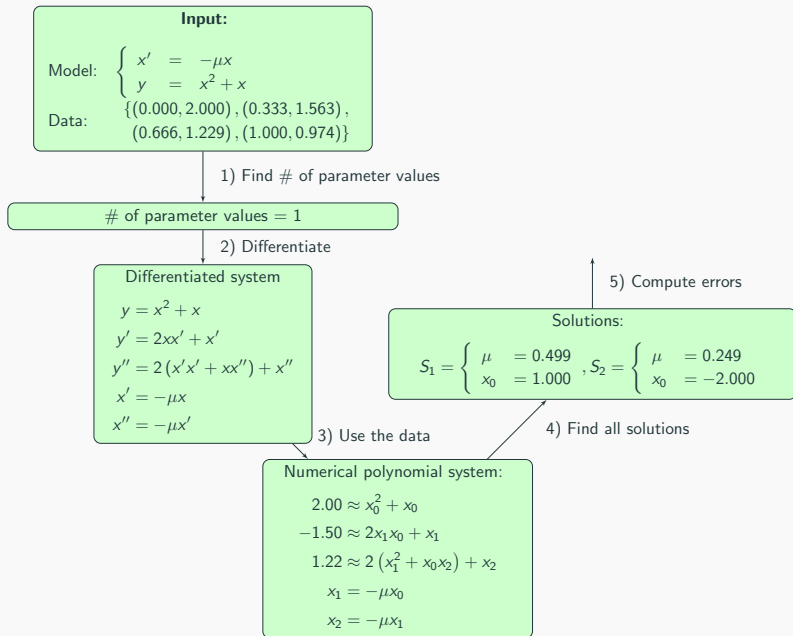 Input:
Model: { x′ = −μx
y = x² + x
Data: {(0.000, 2.000) , (0.333, 1.563) ,
(0.666, 1.229) , (1.000, 0.974)}
1) Find # of parameter values
# of parameter values = 1
2) Differentiate
Differentiated system
y = x² + x
y′ = 2xx′ + x′
y″ = 2 (x′x′ + xx″) + x″
x′ = −μx
x″ = −μx′
3) Use the data
Numerical polynomial system:
2.00 ≈ x₀² + x₀
−1.50 ≈ 2x₁x₀ + x₁
1.22 ≈ 2 (x₁² + x₀x₂) + x₂
x₁ = −μx₀
x₂ = −μx₁
4) Find all solutions
Solutions:
S₁ = { μ = 0.499 , S₂ = { μ = 0.249
x₀ = 1.000 x₀ = −2.000
5) Compute errors